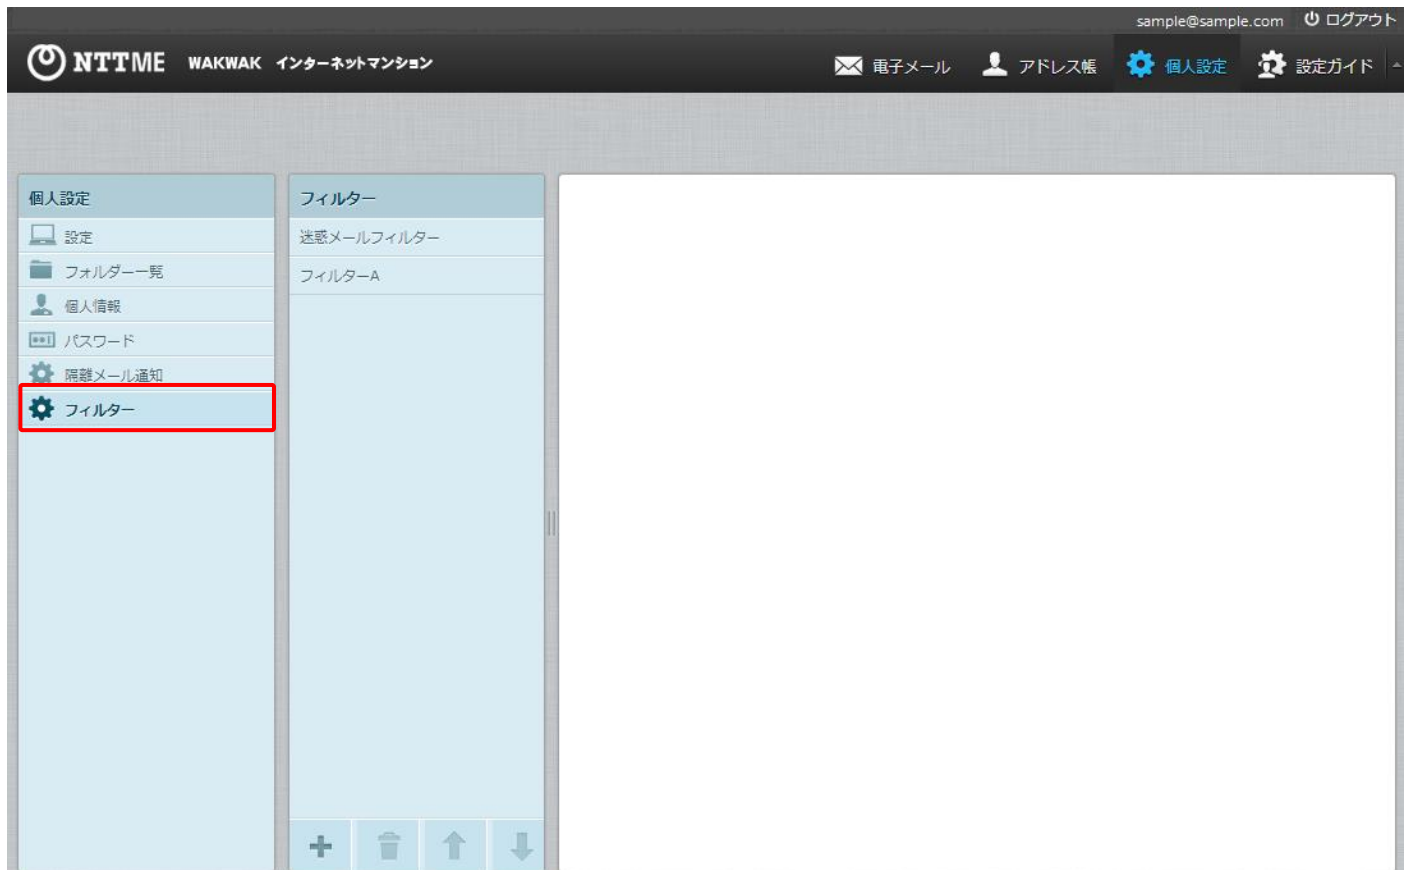 sample@sample.com ログアウト
NTTME WAKWAK インターネットマンション
電子メール アドレス帳 個人設定 設定ガイド
個人設定
設定
フォルダー一覧
個人情報
パスワード
隔離メール通知
フィルター
フィルター
迷惑メールフィルター
フィルターA